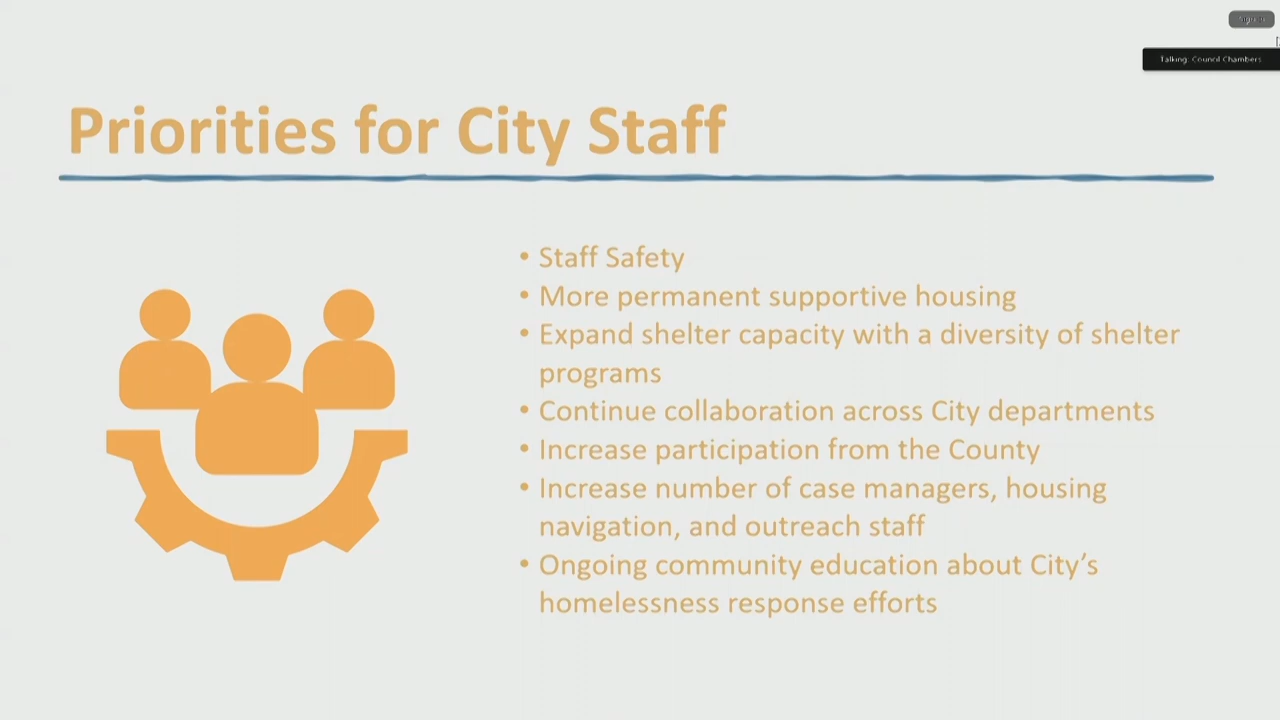 Sign in
Talking: Council Chambers
Priorities for City Staff
• Staff Safety
• More permanent supportive housing
• Expand shelter capacity with a diversity of shelter
programs
• Continue collaboration across City departments
• Increase participation from the County
• Increase number of case managers, housing
navigation, and outreach staff
• Ongoing community education about City’s
homelessness response efforts